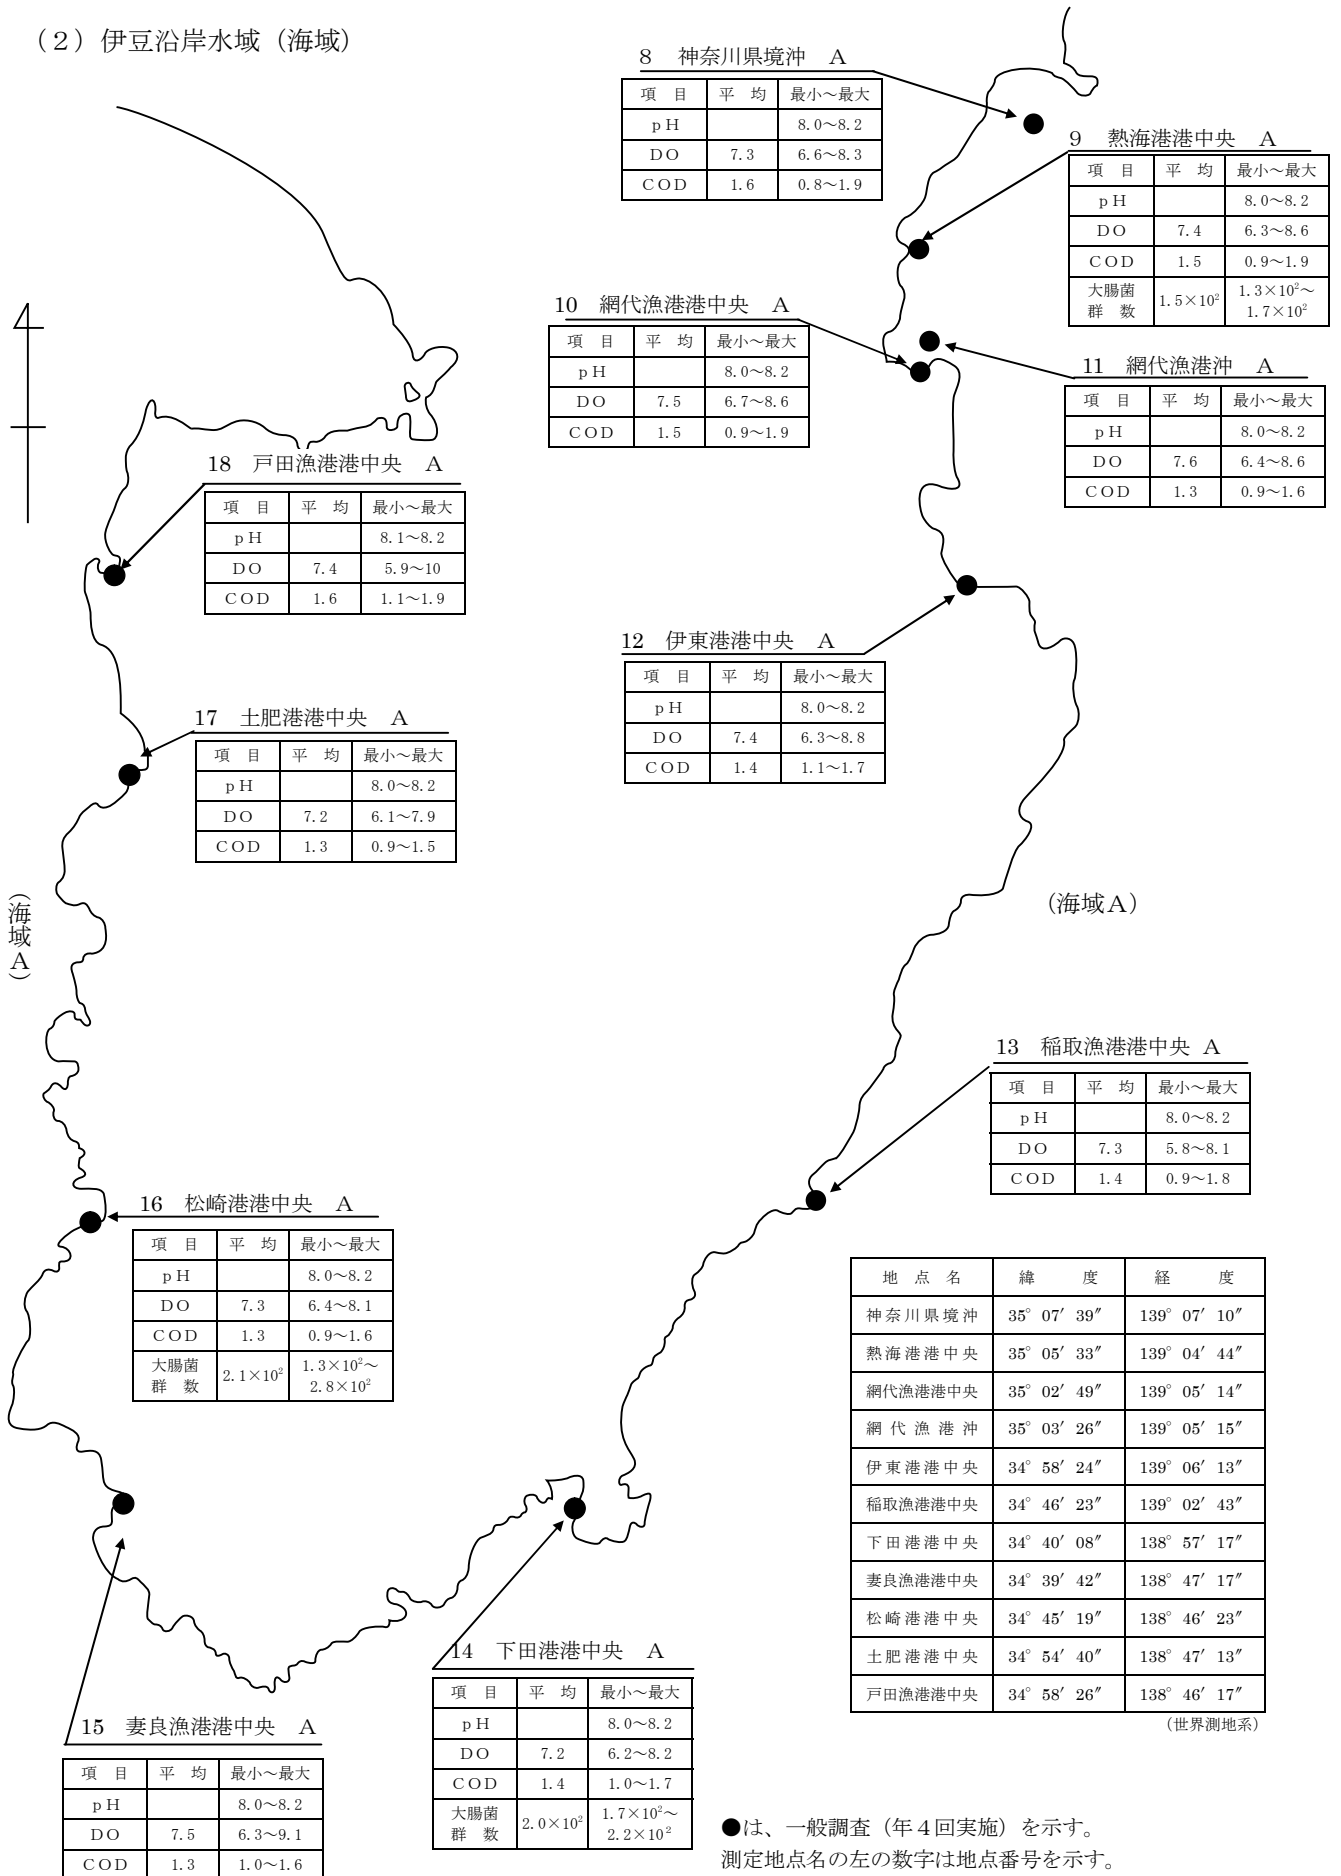 （２）伊豆沿岸水域（海域）
8 神奈川県境沖 A
項 目 平 均 最小～最大
pH 8.0～8.2
DO 7.3 6.6～8.3
COD 1.6 0.8～1.9
9 熱海港港中央 A
項 目 平 均 最小～最大
pH 8.0～8.2
DO 7.4 6.3～8.6
COD 1.5 0.9～1.9
大腸菌群 数 1.5×10² 1.3×10²～1.7×10²
10 網代漁港港中央 A
項 目 平 均 最小～最大
pH 8.0～8.2
DO 7.5 6.7～8.6
COD 1.5 0.9～1.9
11 網代漁港沖 A
項 目 平 均 最小～最大
pH 8.0～8.2
DO 7.6 6.4～8.6
COD 1.3 0.9～1.6
18 戸田漁港港中央 A
項 目 平 均 最小～最大
pH 8.1～8.2
DO 7.4 5.9～10
COD 1.6 1.1～1.9
12 伊東港港中央 A
項 目 平 均 最小～最大
pH 8.0～8.2
DO 7.4 6.3～8.8
COD 1.4 1.1～1.7
17 土肥港港中央 A
項 目 平 均 最小～最大
pH 8.0～8.2
DO 7.2 6.1～7.9
COD 1.3 0.9～1.5
（海域A）
（海域A）
13 稲取漁港港中央 A
項 目 平 均 最小～最大
pH 8.0～8.2
DO 7.3 5.8～8.1
COD 1.4 0.9～1.8
16 松崎港港中央 A
項 目 平 均 最小～最大
pH 8.0～8.2
DO 7.3 6.4～8.1
COD 1.3 0.9～1.6
大腸菌群 数 2.1×10² 1.3×10²～2.8×10²
地 点 名 緯 度 経 度
神奈川県境沖 35° 07′ 39″ 139° 07′ 10″
熱海港港中央 35° 05′ 33″ 139° 04′ 44″
網代漁港港中央 35° 02′ 49″ 139° 05′ 14″
網代漁港沖 35° 03′ 26″ 139° 05′ 15″
伊東港港中央 34° 58′ 24″ 139° 06′ 13″
稲取漁港港中央 34° 46′ 23″ 139° 02′ 43″
下田港港中央 34° 40′ 08″ 138° 57′ 17″
妻良漁港港中央 34° 39′ 42″ 138° 47′ 17″
松崎港港中央 34° 45′ 19″ 138° 46′ 23″
土肥港港中央 34° 54′ 40″ 138° 47′ 13″
戸田漁港港中央 34° 58′ 26″ 138° 46′ 17″
（世界測地系）
14 下田港港中央 A
項 目 平 均 最小～最大
pH 8.0～8.2
DO 7.2 6.2～8.2
COD 1.4 1.0～1.7
大腸菌群 数 2.0×10² 1.7×10²～2.2×10²
15 妻良漁港港中央 A
項 目 平 均 最小～最大
pH 8.0～8.2
DO 7.5 6.3～9.1
COD 1.3 1.0～1.6
●は、一般調査（年４回実施）を示す。
測定地点名の左の数字は地点番号を示す。